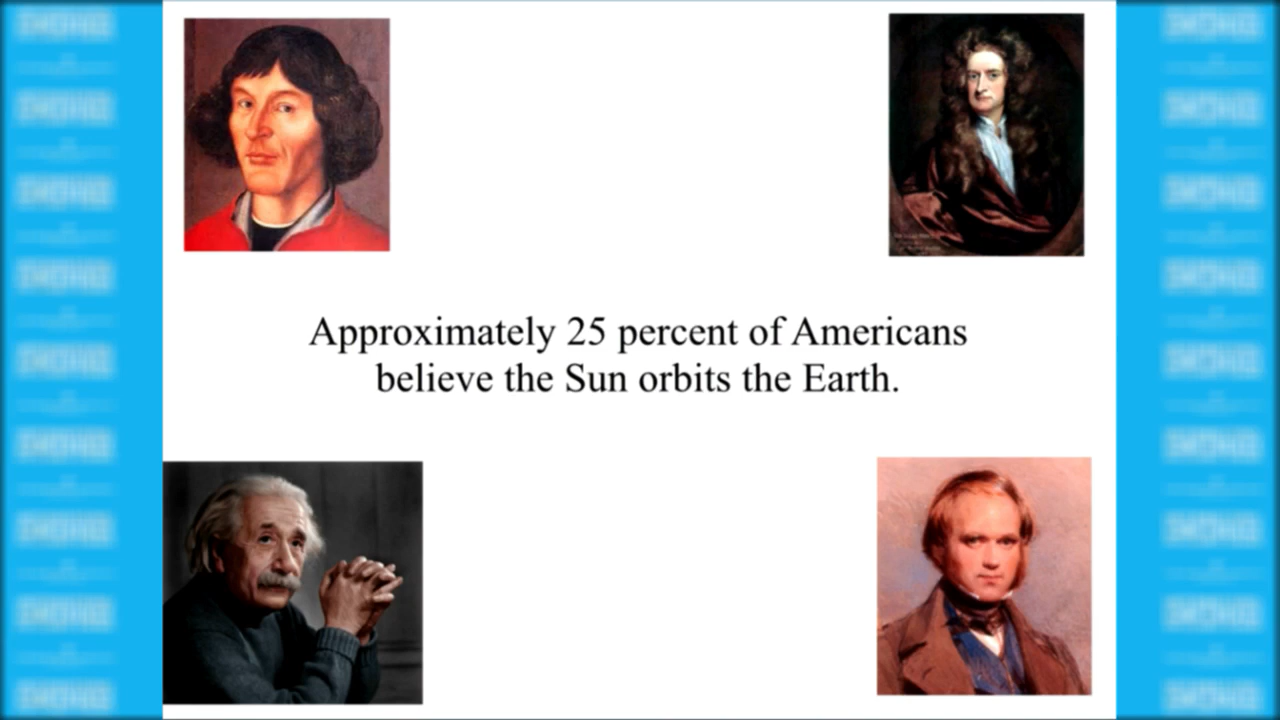 Approximately 25 percent of Americans
believe the Sun orbits the Earth.